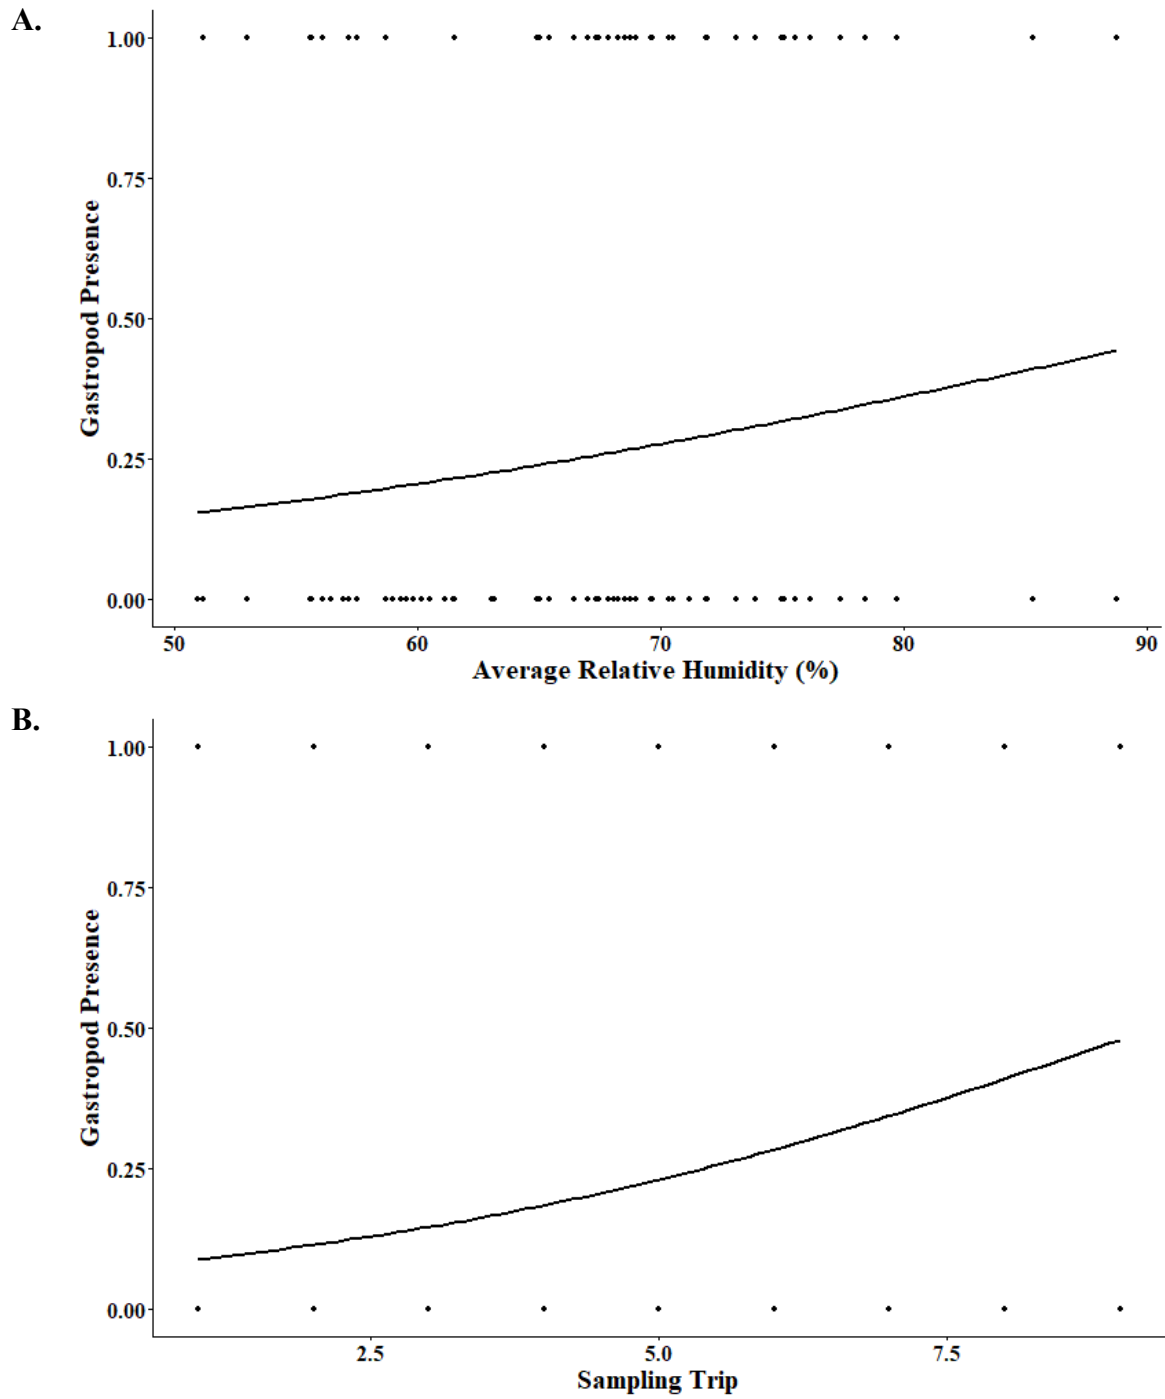 A.
1.00
0.75
0.50
0.25
0.00
Gastropod Presence
50 60 70 80 90
Average Relative Humidity (%)
B.
1.00
0.75
0.50
0.25
0.00
Gastropod Presence
2.5 5.0 7.5
Sampling Trip